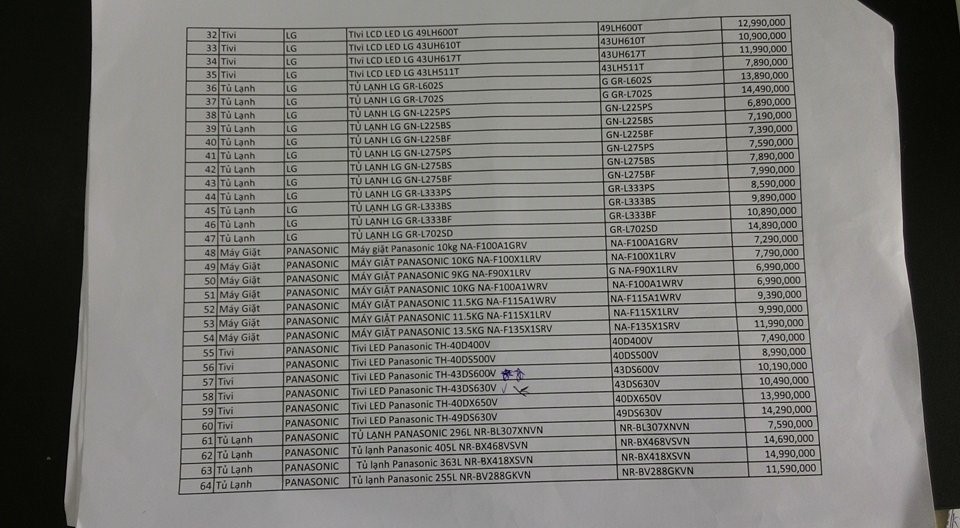 32 Tivi LG Tivi LCD LED LG 49LH600T 49LH600T 12,990,000
33 Tivi LG Tivi LCD LED LG 43UH610T 43UH610T 10,900,000
34 Tivi LG Tivi LCD LED LG 43UH617T 43UH617T 11,990,000
35 Tivi LG Tivi LCD LED LG 43LH511T 43LH511T 7,890,000
36 Tủ Lạnh LG TỦ LẠNH LG GR-L602S G GR-L602S 13,890,000
37 Tủ Lạnh LG TỦ LẠNH LG GR-L702S G GR-L702S 14,490,000
38 Tủ Lạnh LG TỦ LẠNH LG GN-L225PS GN-L225PS 6,890,000
39 Tủ Lạnh LG TỦ LẠNH LG GN-L225BS GN-L225BS 7,190,000
40 Tủ Lạnh LG TỦ LẠNH LG GN-L225BF GN-L225BF 7,390,000
41 Tủ Lạnh LG TỦ LẠNH LG GN-L275PS GN-L275PS 7,590,000
42 Tủ Lạnh LG TỦ LẠNH LG GN-L275BS GN-L275BS 7,890,000
43 Tủ Lạnh LG TỦ LẠNH LG GN-L275BF GN-L275BF 7,990,000
44 Tủ Lạnh LG TỦ LẠNH LG GR-L333PS GR-L333PS 8,590,000
45 Tủ Lạnh LG TỦ LẠNH LG GR-L333BS GR-L333BS 9,890,000
46 Tủ Lạnh LG TỦ LẠNH LG GR-L333BF GR-L333BF 10,890,000
47 Tủ Lạnh LG TỦ LẠNH LG GR-L702SD GR-L702SD 14,890,000
48 Máy Giặt PANASONIC Máy giặt Panasonic 10kg NA-F100A1GRV NA-F100A1GRV 7,290,000
49 Máy Giặt PANASONIC MÁY GIẶT PANASONIC 10KG NA-F100X1LRV NA-F100X1LRV 7,790,000
50 Máy Giặt PANASONIC MÁY GIẶT PANASONIC 9KG NA-F90X1LRV G NA-F90X1LRV 6,990,000
51 Máy Giặt PANASONIC MÁY GIẶT PANASONIC 10KG NA-F100A1WRV NA-F100A1WRV 6,990,000
52 Máy Giặt PANASONIC MÁY GIẶT PANASONIC 11.5KG NA-F115A1WRV NA-F115A1WRV 9,390,000
53 Máy Giặt PANASONIC MÁY GIẶT PANASONIC 11.5KG NA-F115X1LRV NA-F115X1LRV 9,990,000
54 Máy Giặt PANASONIC MÁY GIẶT PANASONIC 13.5KG NA-F135X1SRV NA-F135X1SRV 11,990,000
55 Tivi PANASONIC Tivi LED Panasonic TH-40D400V 40D400V 7,490,000
56 Tivi PANASONIC Tivi LED Panasonic TH-40DS500V 40DS500V 8,990,000
57 Tivi PANASONIC Tivi LED Panasonic TH-43DS600V 43DS600V 10,190,000
58 Tivi PANASONIC Tivi LED Panasonic TH-43DS630V 43DS630V 10,490,000
59 Tivi PANASONIC Tivi LED Panasonic TH-40DX650V 40DX650V 13,990,000
60 Tivi PANASONIC Tivi LED Panasonic TH-49DS630V 49DS630V 14,290,000
61 Tủ Lạnh PANASONIC TỦ LẠNH PANASONIC 296L NR-BL307XNVN NR-BL307XNVN 7,590,000
62 Tủ Lạnh PANASONIC Tủ lạnh Panasonic 405L NR-BX468VSVN NR-BX468VSVN 14,690,000
63 Tủ Lạnh PANASONIC Tủ lạnh Panasonic 363L NR-BX418XSVN NR-BX418XSVN 14,990,000
64 Tủ Lạnh PANASONIC Tủ lạnh Panasonic 255L NR-BV288GKVN NR-BV288GKVN 11,590,000